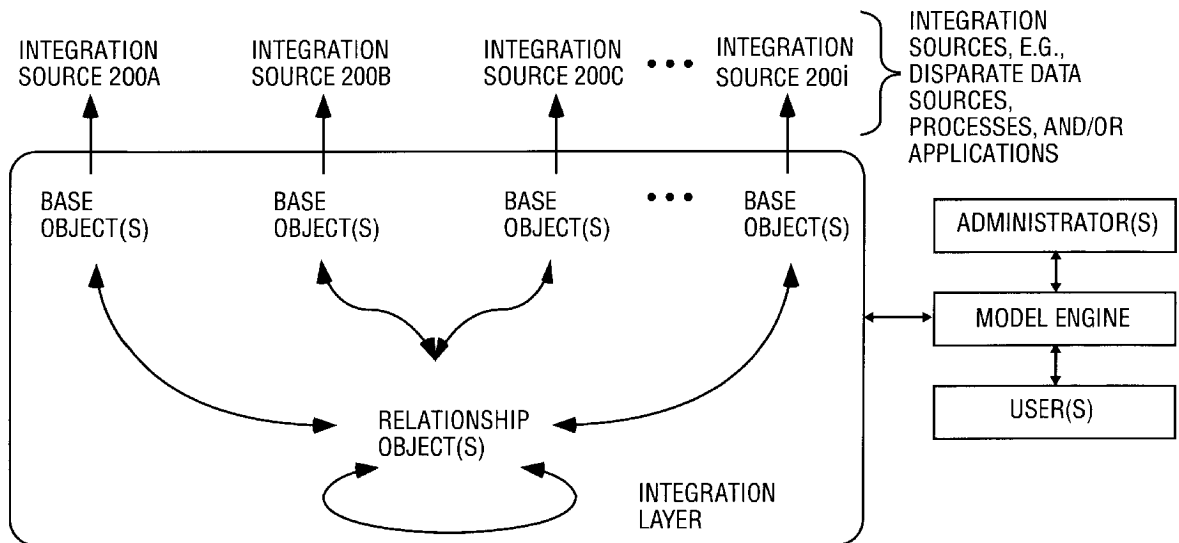 INTEGRATION
SOURCE 200A
INTEGRATION
SOURCE 200B
INTEGRATION
SOURCE 200C
•••
INTEGRATION
SOURCE 200i
INTEGRATION
SOURCES, E.G.,
DISPARATE DATA
SOURCES,
PROCESSES, AND/OR
APPLICATIONS
BASE
OBJECT(S)
BASE
OBJECT(S)
BASE
OBJECT(S)
•••
BASE
OBJECT(S)
ADMINISTRATOR(S)
MODEL ENGINE
USER(S)
RELATIONSHIP
OBJECT(S)
INTEGRATION
LAYER